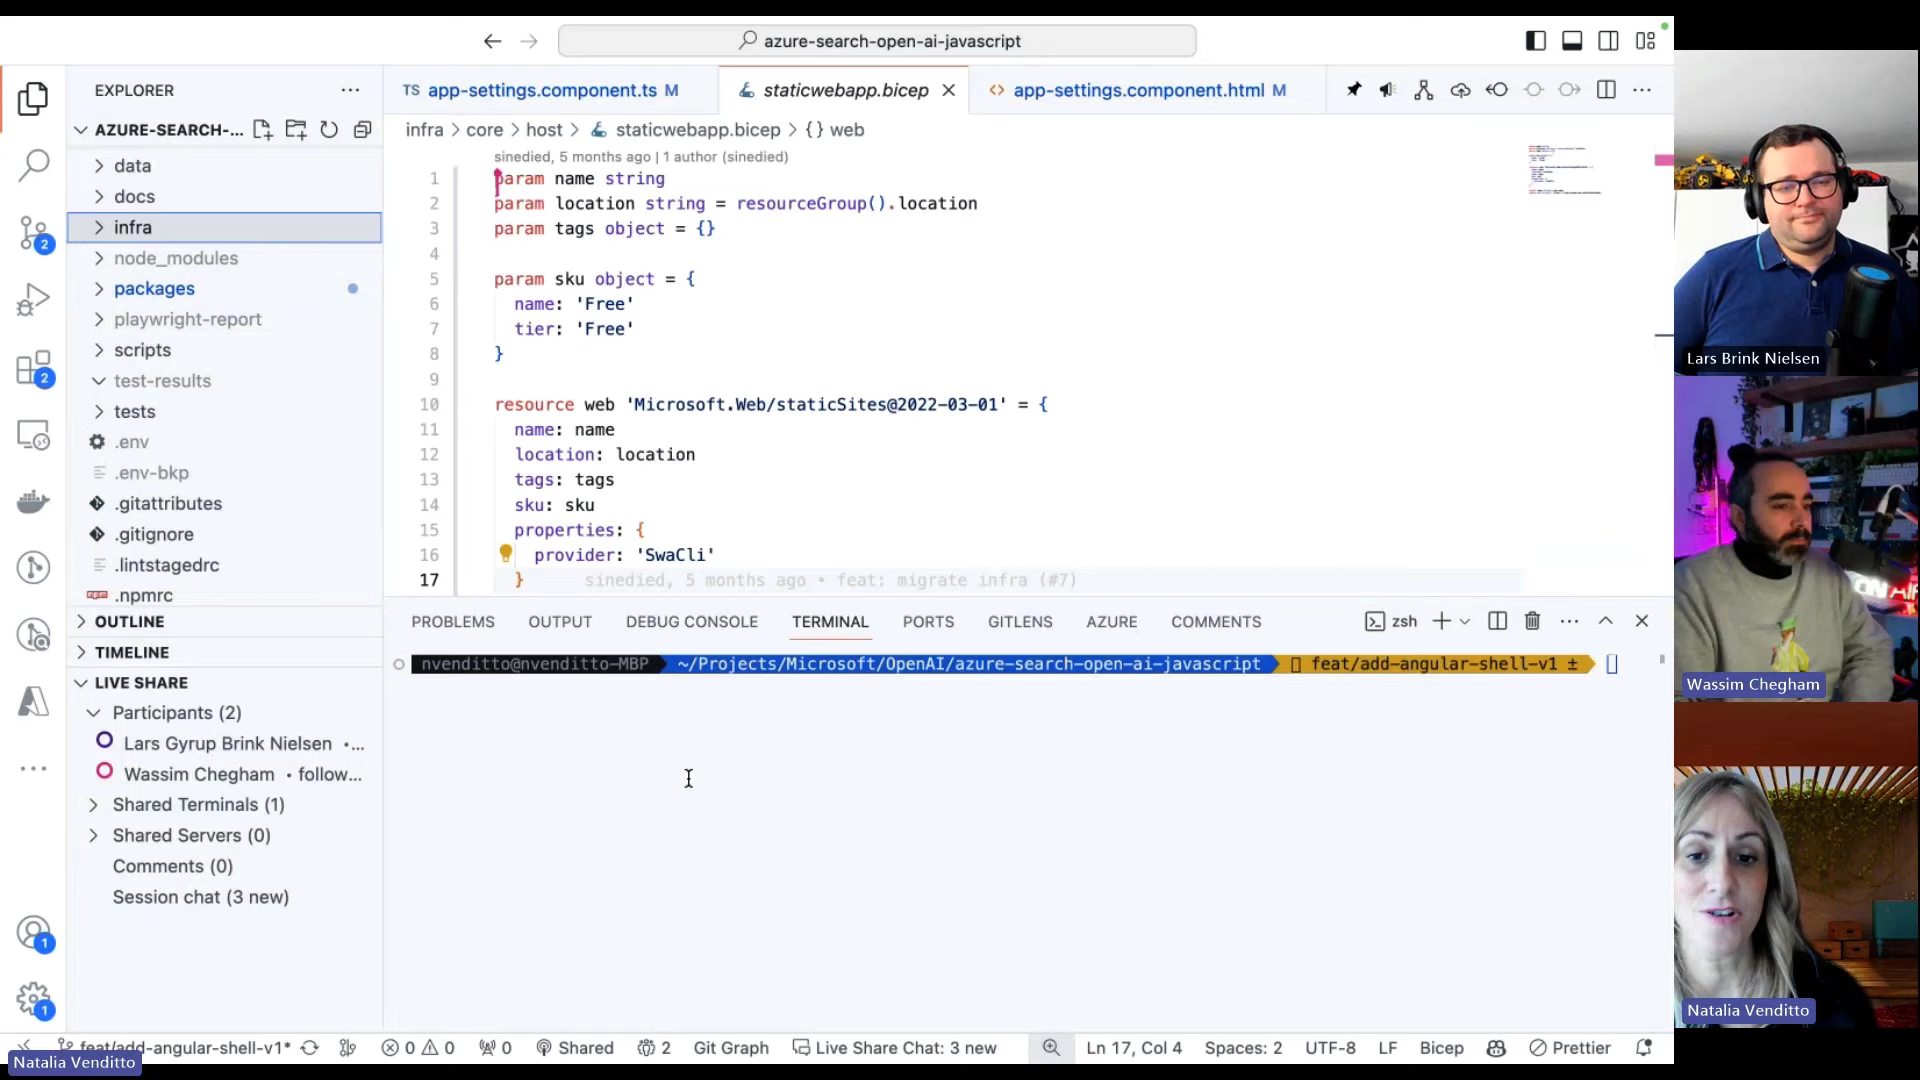 azure-search-open-ai-javascript
EXPLORER
AZURE-SEARCH-...
data
docs
infra
node_modules
packages
playwright-report
scripts
test-results
tests
.env
.env-bkp
.gitattributes
.gitignore
.lintstagedrc
.npmrc
OUTLINE
TIMELINE
LIVE SHARE
Participants (2)
Lars Gyrup Brink Nielsen •...
Wassim Chegham • follow...
Shared Terminals (1)
Shared Servers (0)
Comments (0)
Session chat (3 new)
2
2
1
1
TS app-settings.component.ts M
staticwebapp.bicep
<> app-settings.component.html M
infra > core > host > staticwebapp.bicep > {} web
sinedied, 5 months ago | 1 author (sinedied)
1 param name string
2 param location string = resourceGroup().location
3 param tags object = {}
4
5 param sku object = {
6 name: 'Free'
7 tier: 'Free'
8 }
9
10 resource web 'Microsoft.Web/staticSites@2022-03-01' = {
11 name: name
12 location: location
13 tags: tags
14 sku: sku
15 properties: {
16 provider: 'SwaCli'
17 } sinedied, 5 months ago • feat: migrate infra (#7)
PROBLEMS OUTPUT DEBUG CONSOLE TERMINAL PORTS GITLENS AZURE COMMENTS
zsh
nvenditto@nvenditto-MBP ~/Projects/Microsoft/OpenAI/azure-search-open-ai-javascript feat/add-angular-shell-v1 ±
feat/add-angular-shell-v1* 0 0 0 Shared 2 Git Graph Live Share Chat: 3 new Ln 17, Col 4 Spaces: 2 UTF-8 LF Bicep Prettier
Natalia Venditto
Lars Brink Nielsen
Wassim Chegham
Natalia Venditto